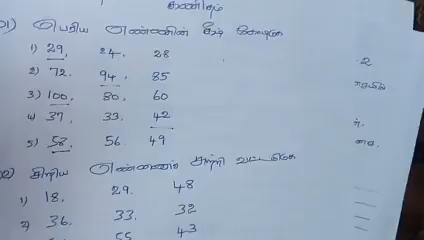 கணிதம்
1) பெரிய எண்ணின் கீழ் கோடிடுக
1) 29, 24. 28
2) 72. 94. 85
3) 100. 80. 60
4) 37, 33. 42
5) 58. 56. 49
2) சிறிய எண்ணைச் சுற்றி வட்டமிடுக
1) 18. 29. 48
2) 36. 33. 32
55 43